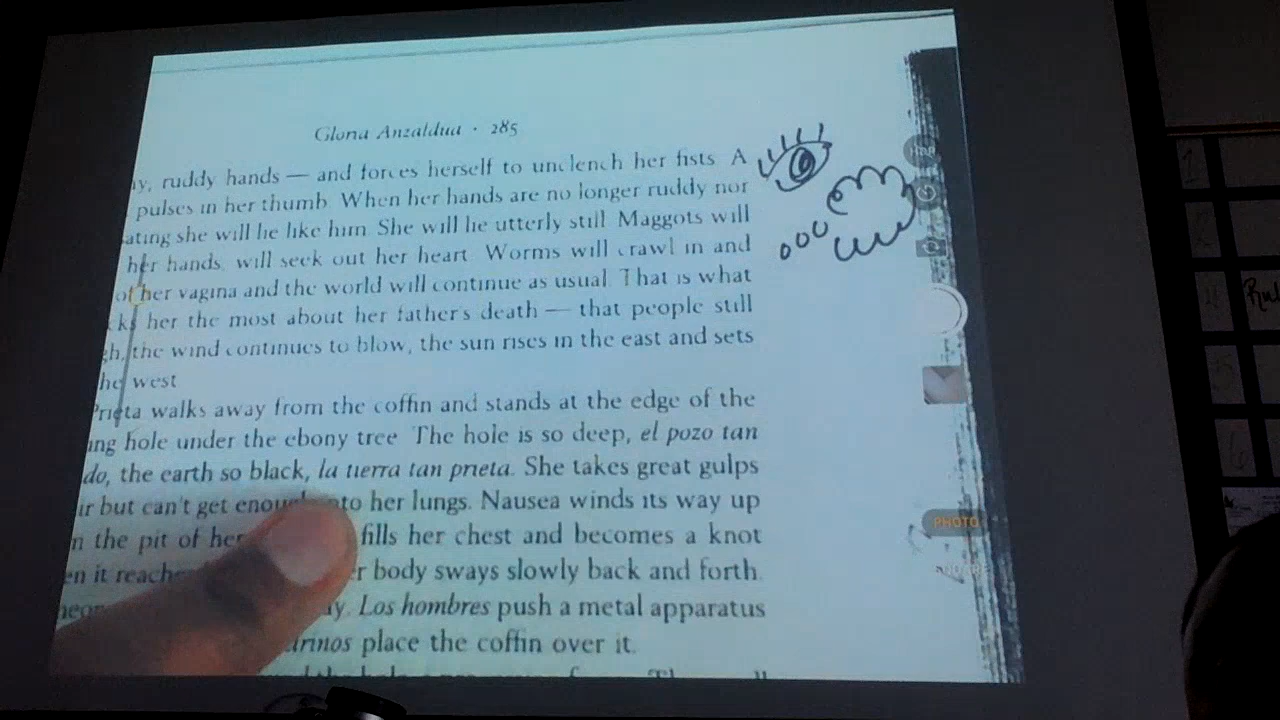 Gloria Anzaldua · 285
ruddy hands — and forces herself to unclench her fists A
pulses in her thumb When her hands are no longer ruddy nor
she will lie like him She will lie utterly still Maggots will
her hands, will seek out her heart Worms will crawl in and
of her vagina and the world will continue as usual That is what
her the most about her father's death — that people still
the wind continues to blow, the sun rises in the east and sets
west
walks away from the coffin and stands at the edge of the
hole under the ebony tree The hole is so deep, el pozo tan
the earth so black, la tierra tan prieta. She takes great gulps
but can't get her lungs. Nausea winds its way up
the pit of her fills her chest and becomes a knot
it body sways slowly back and forth.
Los hombres push a metal apparatus
place the coffin over it.
PHOTO